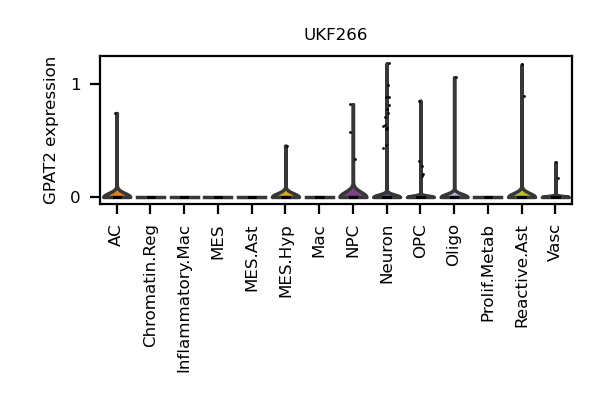 UKF266
GPAT2 expression
1
0
AC
Chromatin.Reg
Inflammatory.Mac
MES
MES.Ast
MES.Hyp
Mac
NPC
Neuron
OPC
Oligo
Prolif.Metab
Reactive.Ast
Vasc